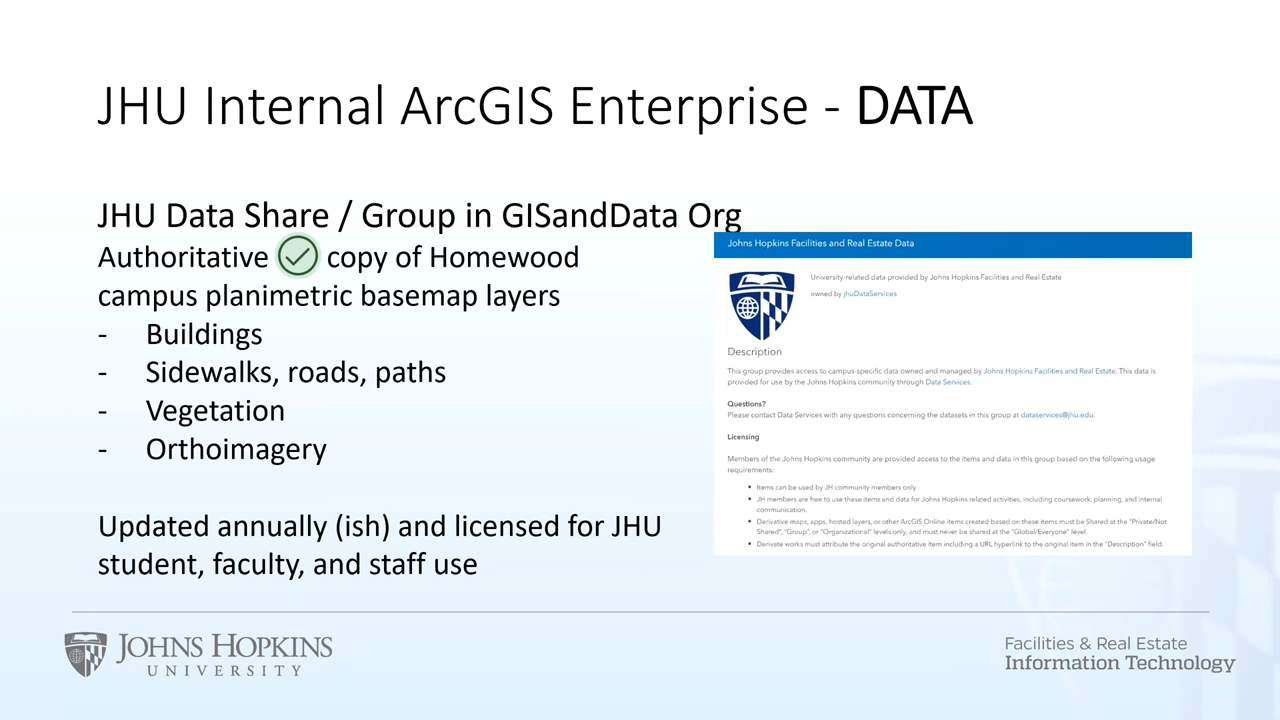 JHU Internal ArcGIS Enterprise - DATA
JHU Data Share / Group in GISandData Org
Authoritative copy of Homewood
campus planimetric basemap layers
- Buildings
- Sidewalks, roads, paths
- Vegetation
- Orthoimagery
Updated annually (ish) and licensed for JHU
student, faculty, and staff use
Johns Hopkins Facilities and Real Estate Data
University-related data provided by Johns Hopkins Facilities and Real Estate
owned by jhuDataServices
Description
This group provides access to campus-specific data owned and managed by Johns Hopkins Facilities and Real Estate. This data is
provided for use by the Johns Hopkins community through Data Services.
Questions?
Please contact Data Services with any questions concerning the datasets in this group at dataservices@jhu.edu.
Licensing
Members of the Johns Hopkins community are provided access to the items and data in this group based on the following usage
requirements:
• Items can be used by JH community members only.
• JH members are free to use these items and data for Johns Hopkins related activities, including coursework, planning, and internal
communication.
• Derivative maps, apps, hosted layers, or other ArcGIS Online items created based on these items must be Shared at the "Private/Not
Shared", "Group", or "Organizational" levels only, and must never be shared at the "Global/Everyone" level.
• Derivate works must attribute the original authoritative item including a URL hyperlink to the original item in the "Description" field.
JOHNS HOPKINS
UNIVERSITY
Facilities & Real Estate
Information Technology